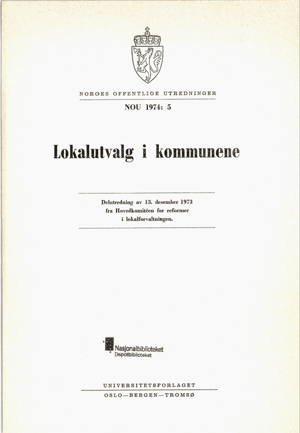 NORGES OFFENTLIGE UTREDNINGER
NOU 1974: 5
Lokalutvalg i kommunene
Delutredning av 13. desember 1973
fra Hovedkomitéen for reformer
i lokalforvaltningen.
Nasjonalbiblioteket
Depotbiblioteket
UNIVERSITETSFORLAGET
OSLO—BERGEN—TROMSØ